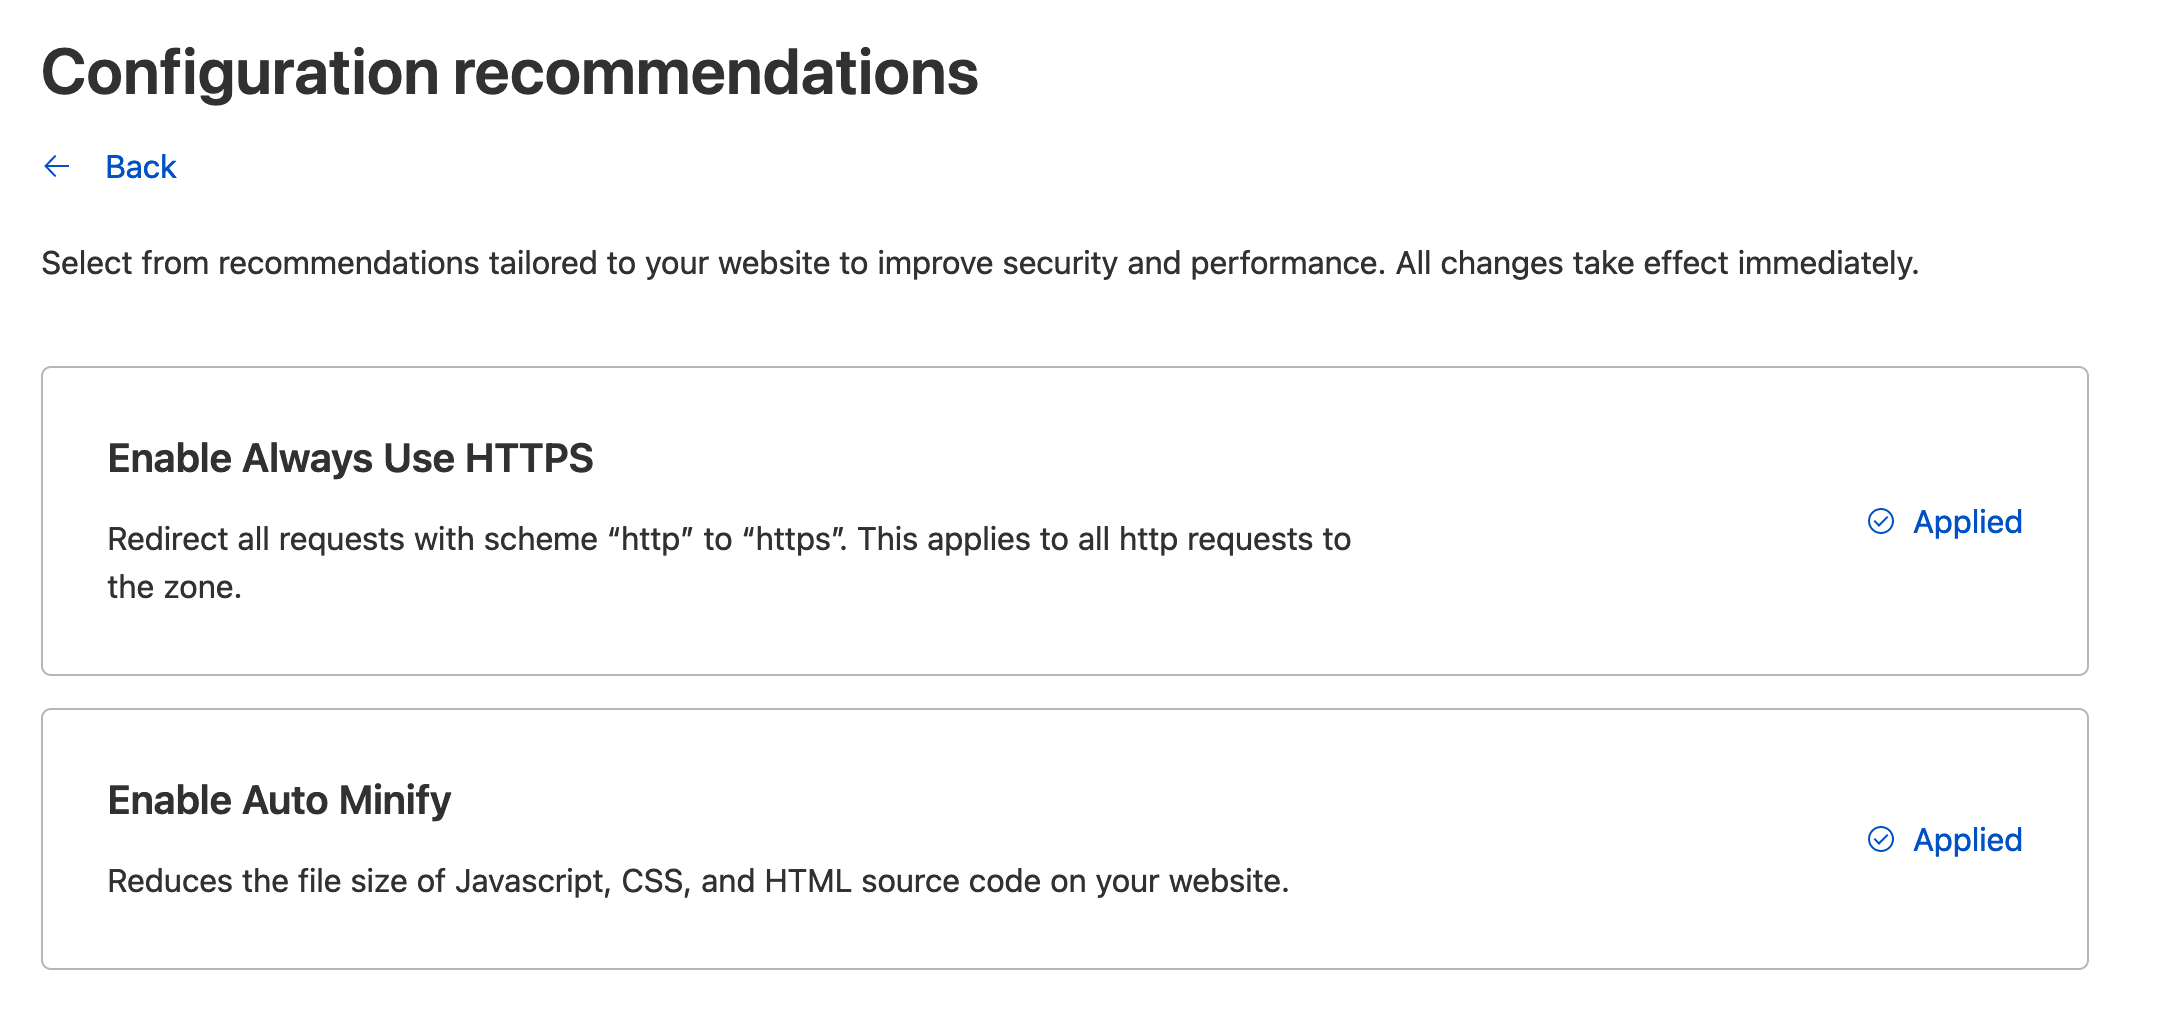 Configuration recommendations
Back
Select from recommendations tailored to your website to improve security and performance. All changes take effect immediately.
Enable Always Use HTTPS
Redirect all requests with scheme “http” to “https”. This applies to all http requests to
the zone.
Applied
Enable Auto Minify
Reduces the file size of Javascript, CSS, and HTML source code on your website.
Applied